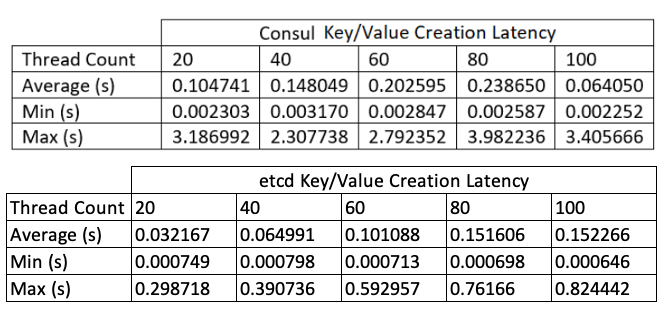 Consul Key/Value Creation Latency
Thread Count 20 40 60 80 100
Average (s) 0.104741 0.148049 0.202595 0.238650 0.064050
Min (s) 0.002303 0.003170 0.002847 0.002587 0.002252
Max (s) 3.186992 2.307738 2.792352 3.982236 3.405666
etcd Key/Value Creation Latency
Thread Count 20 40 60 80 100
Average (s) 0.032167 0.064991 0.101088 0.151606 0.152266
Min (s) 0.000749 0.000798 0.000713 0.000698 0.000646
Max (s) 0.298718 0.390736 0.592957 0.76166 0.824442